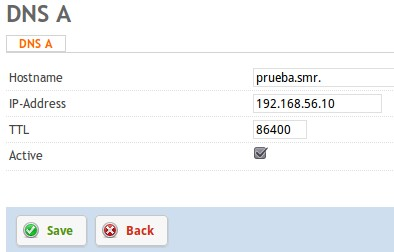 DNS A
DNS A
Hostname prueba.smr.
IP-Address 192.168.56.10
TTL 86400
Active
Save Back